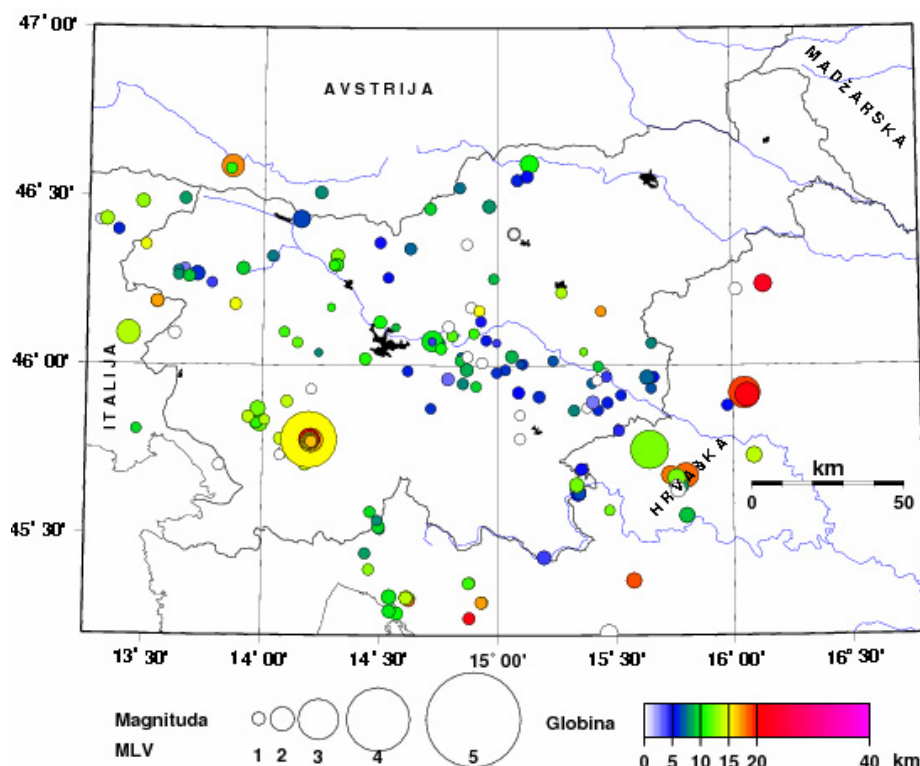 47° 00'
AVSTRIJA
MADŽARSKA
46° 30'
46° 00'
ITALIJA
HRVAŠKA
km
0 50
45° 30'
13° 30' 14° 00' 14° 30' 15° 00' 15° 30' 16° 00' 16° 30'
Magnituda
MLV
1 2 3 4 5
Globina
0 5 10 15 20 40 km